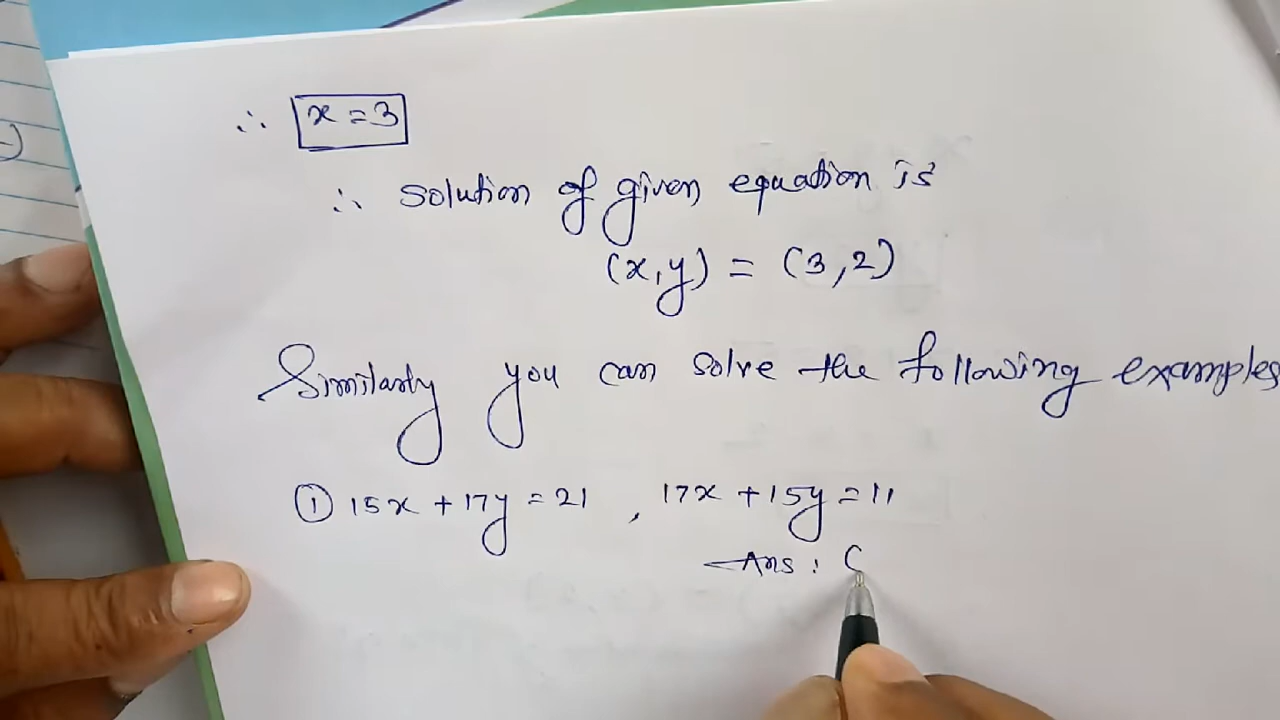 ∴ x = 3
∴ solution of given equation is
(x, y) = (3, 2)
Similarly you can solve the following examples
① 15x + 17y = 21 , 17x + 15y = 11
Ans : (